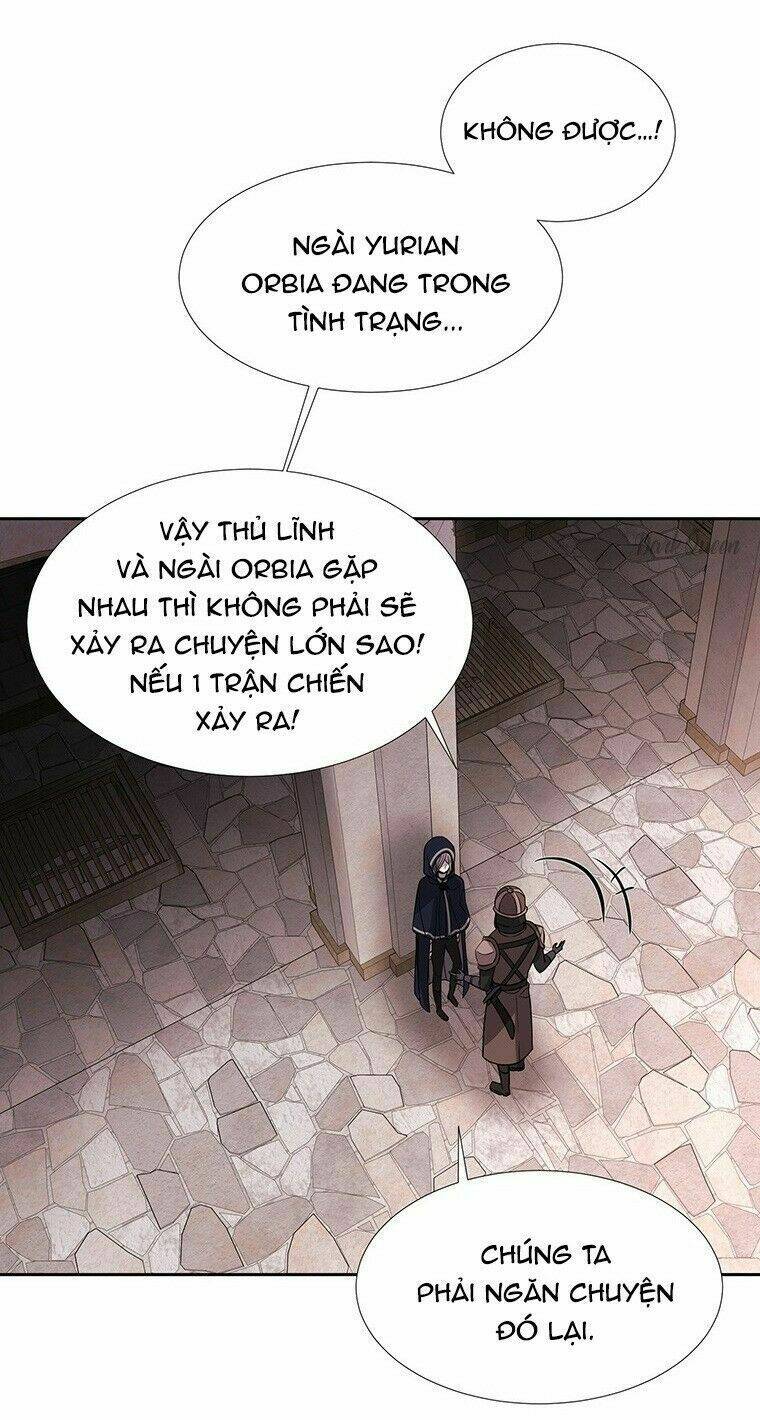 KHÔNG ĐƯỢC...!
NGÀI YURIAN
ORBIA ĐANG TRONG
TÌNH TRẠNG...
VẬY THỦ LĨNH
VÀ NGÀI ORBIA GẶP
NHAU THÌ KHÔNG PHẢI SẼ
XẢY RA CHUYỆN LỚN SAO!
NẾU 1 TRẬN CHIẾN
XẢY RA!
CHÚNG TA
PHẢI NGĂN CHUYỆN
ĐÓ LẠI.